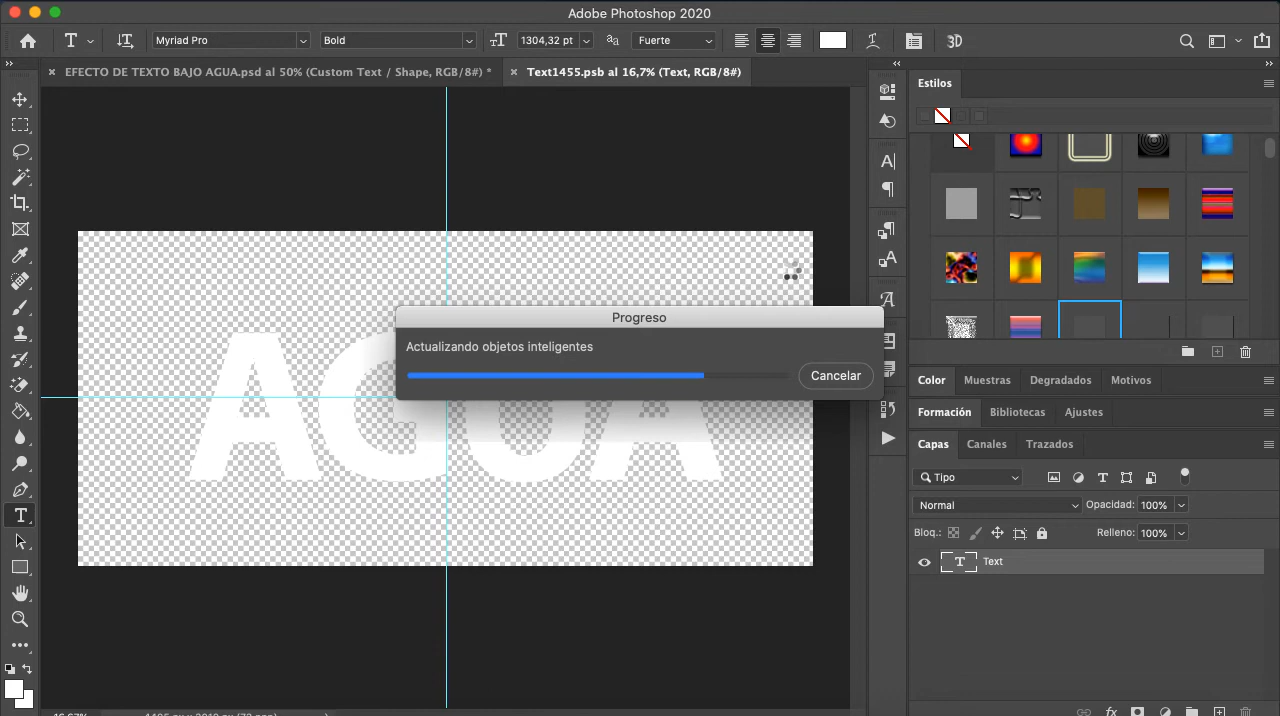 Adobe Photoshop 2020
Myriad Pro
Bold
1304,32 pt
Fuerte
3D
EFECTO DE TEXTO BAJO AGUA.psd al 50% (Custom Text / Shape, RGB/8#) *
Text1455.psb al 16,7% (Text, RGB/8#)
Estilos
AGUA
Progreso
Actualizando objetos inteligentes
Cancelar
Color
Muestras
Degradados
Motivos
Formación
Bibliotecas
Ajustes
Capas
Canales
Trazados
Tipo
Normal
Opacidad: 100%
Bloq.:
Relleno: 100%
Text